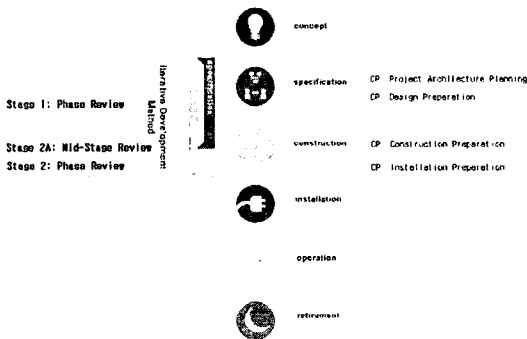 concept
specification
CP Project Architecture Planning
CP Design Preparation
Stage 1: Phase Review
Iterative Development
Method
construction
CP Construction Preparation
Stage 2A: Mid-Stage Review
Stage 2: Phase Review
CP Installation Preparation
installation
operation
retirement